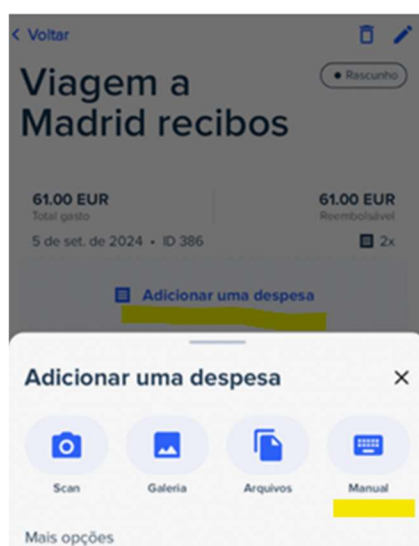 Voltar
Viagem a
Madrid recibos
Rascunho
61.00 EUR
Total gasto
61.00 EUR
Reembolsável
5 de set. de 2024 • ID 386
2x
Adicionar uma despesa
Adicionar uma despesa
Scan
Galeria
Arquivos
Manual
Mais opções